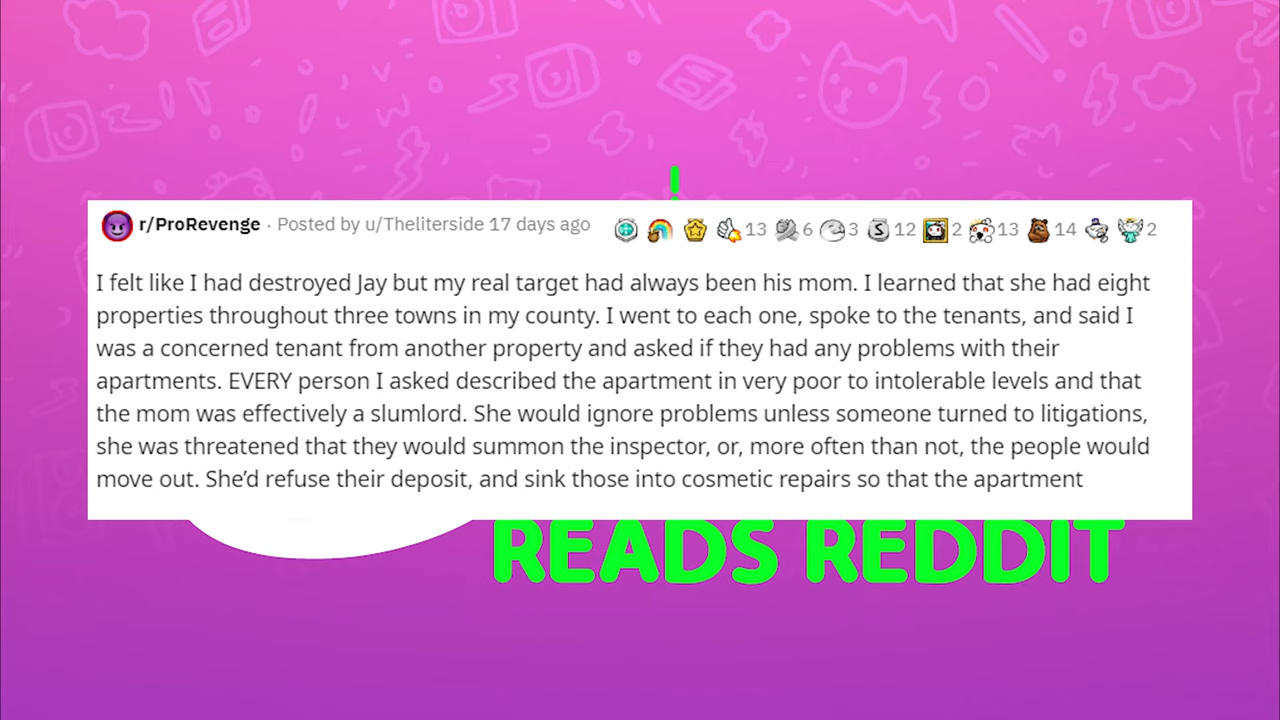 r/ProRevenge · Posted by u/Theliterside 17 days ago 13 6 3 S 12 2 13 14 2
I felt like I had destroyed Jay but my real target had always been his mom. I learned that she had eight
properties throughout three towns in my county. I went to each one, spoke to the tenants, and said I
was a concerned tenant from another property and asked if they had any problems with their
apartments. EVERY person I asked described the apartment in very poor to intolerable levels and that
the mom was effectively a slumlord. She would ignore problems unless someone turned to litigations,
she was threatened that they would summon the inspector, or, more often than not, the people would
move out. She’d refuse their deposit, and sink those into cosmetic repairs so that the apartment
READS REDDIT